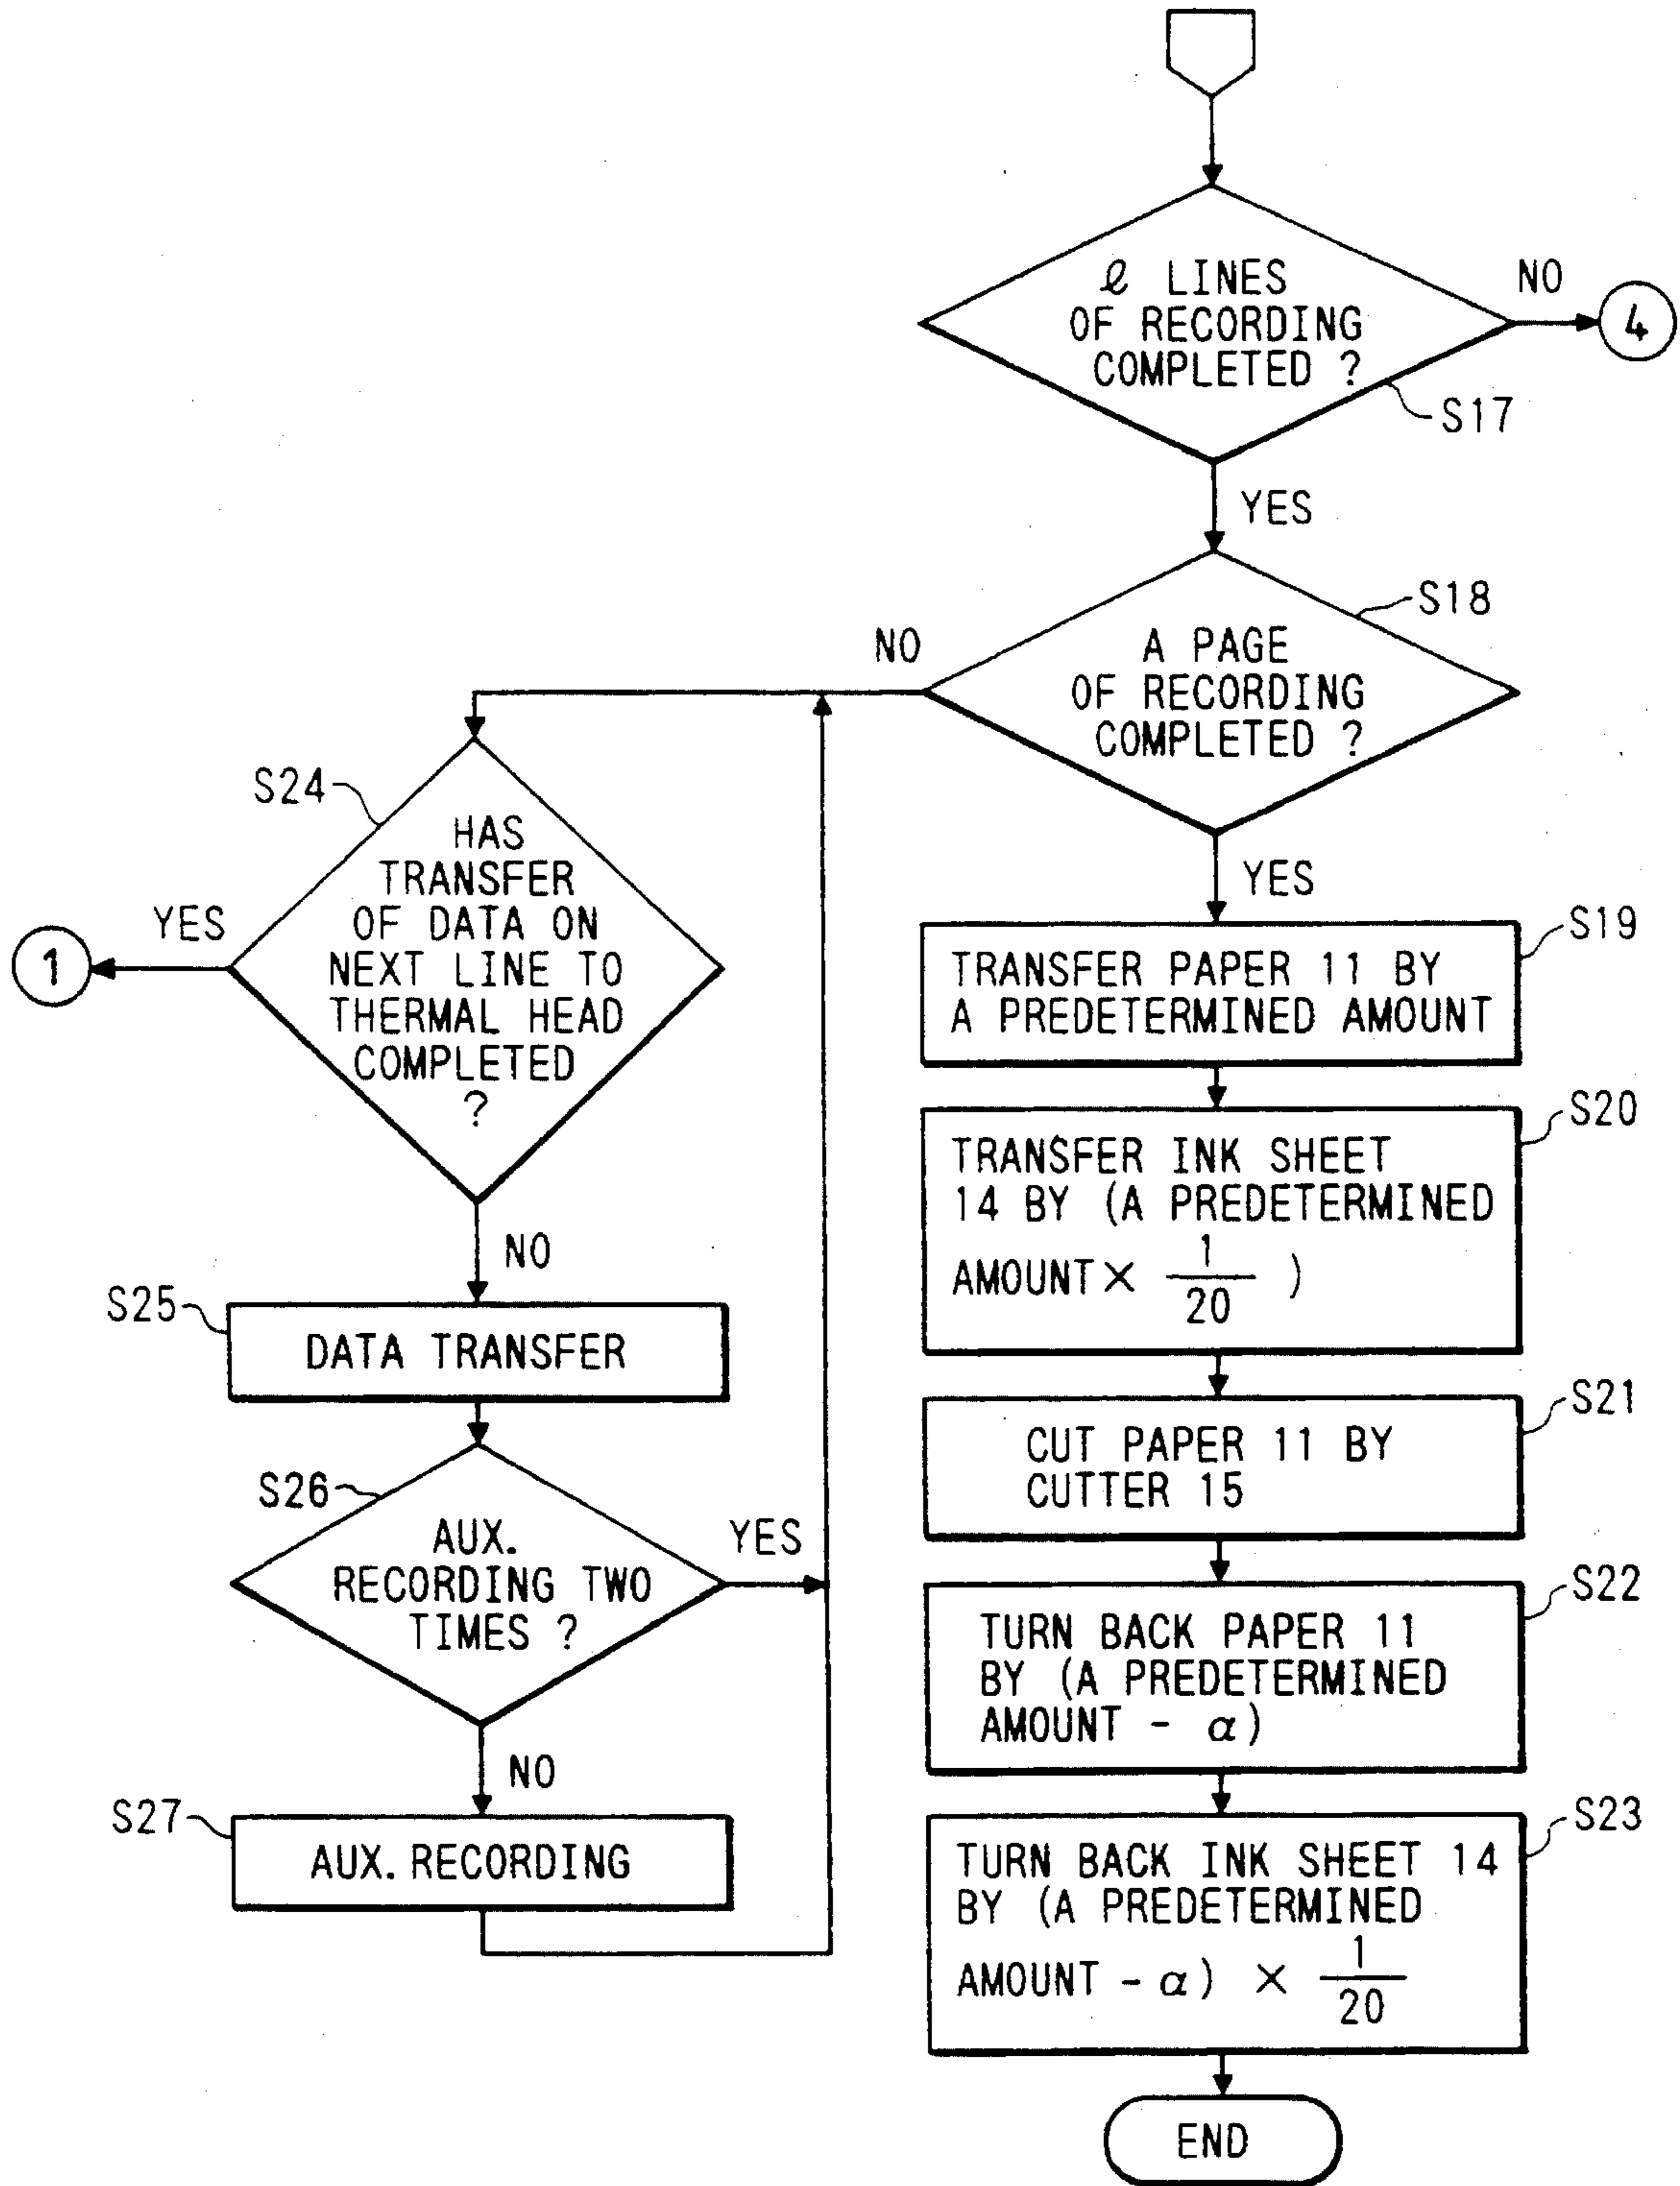 ℓ LINES
OF RECORDING
COMPLETED ?
NO
4
S17
YES
S18
A PAGE
OF RECORDING
COMPLETED ?
NO
YES
S24
HAS
TRANSFER
OF DATA ON
NEXT LINE TO
THERMAL HEAD
COMPLETED
?
YES
1
NO
S25
DATA TRANSFER
S26
AUX.
RECORDING TWO
TIMES ?
YES
NO
S27
AUX. RECORDING
S19
TRANSFER PAPER 11 BY
A PREDETERMINED AMOUNT
S20
TRANSFER INK SHEET
14 BY (A PREDETERMINED
AMOUNT × 1/20 )
S21
CUT PAPER 11 BY
CUTTER 15
S22
TURN BACK PAPER 11
BY (A PREDETERMINED
AMOUNT - α)
S23
TURN BACK INK SHEET 14
BY (A PREDETERMINED
AMOUNT - α) × 1/20
END